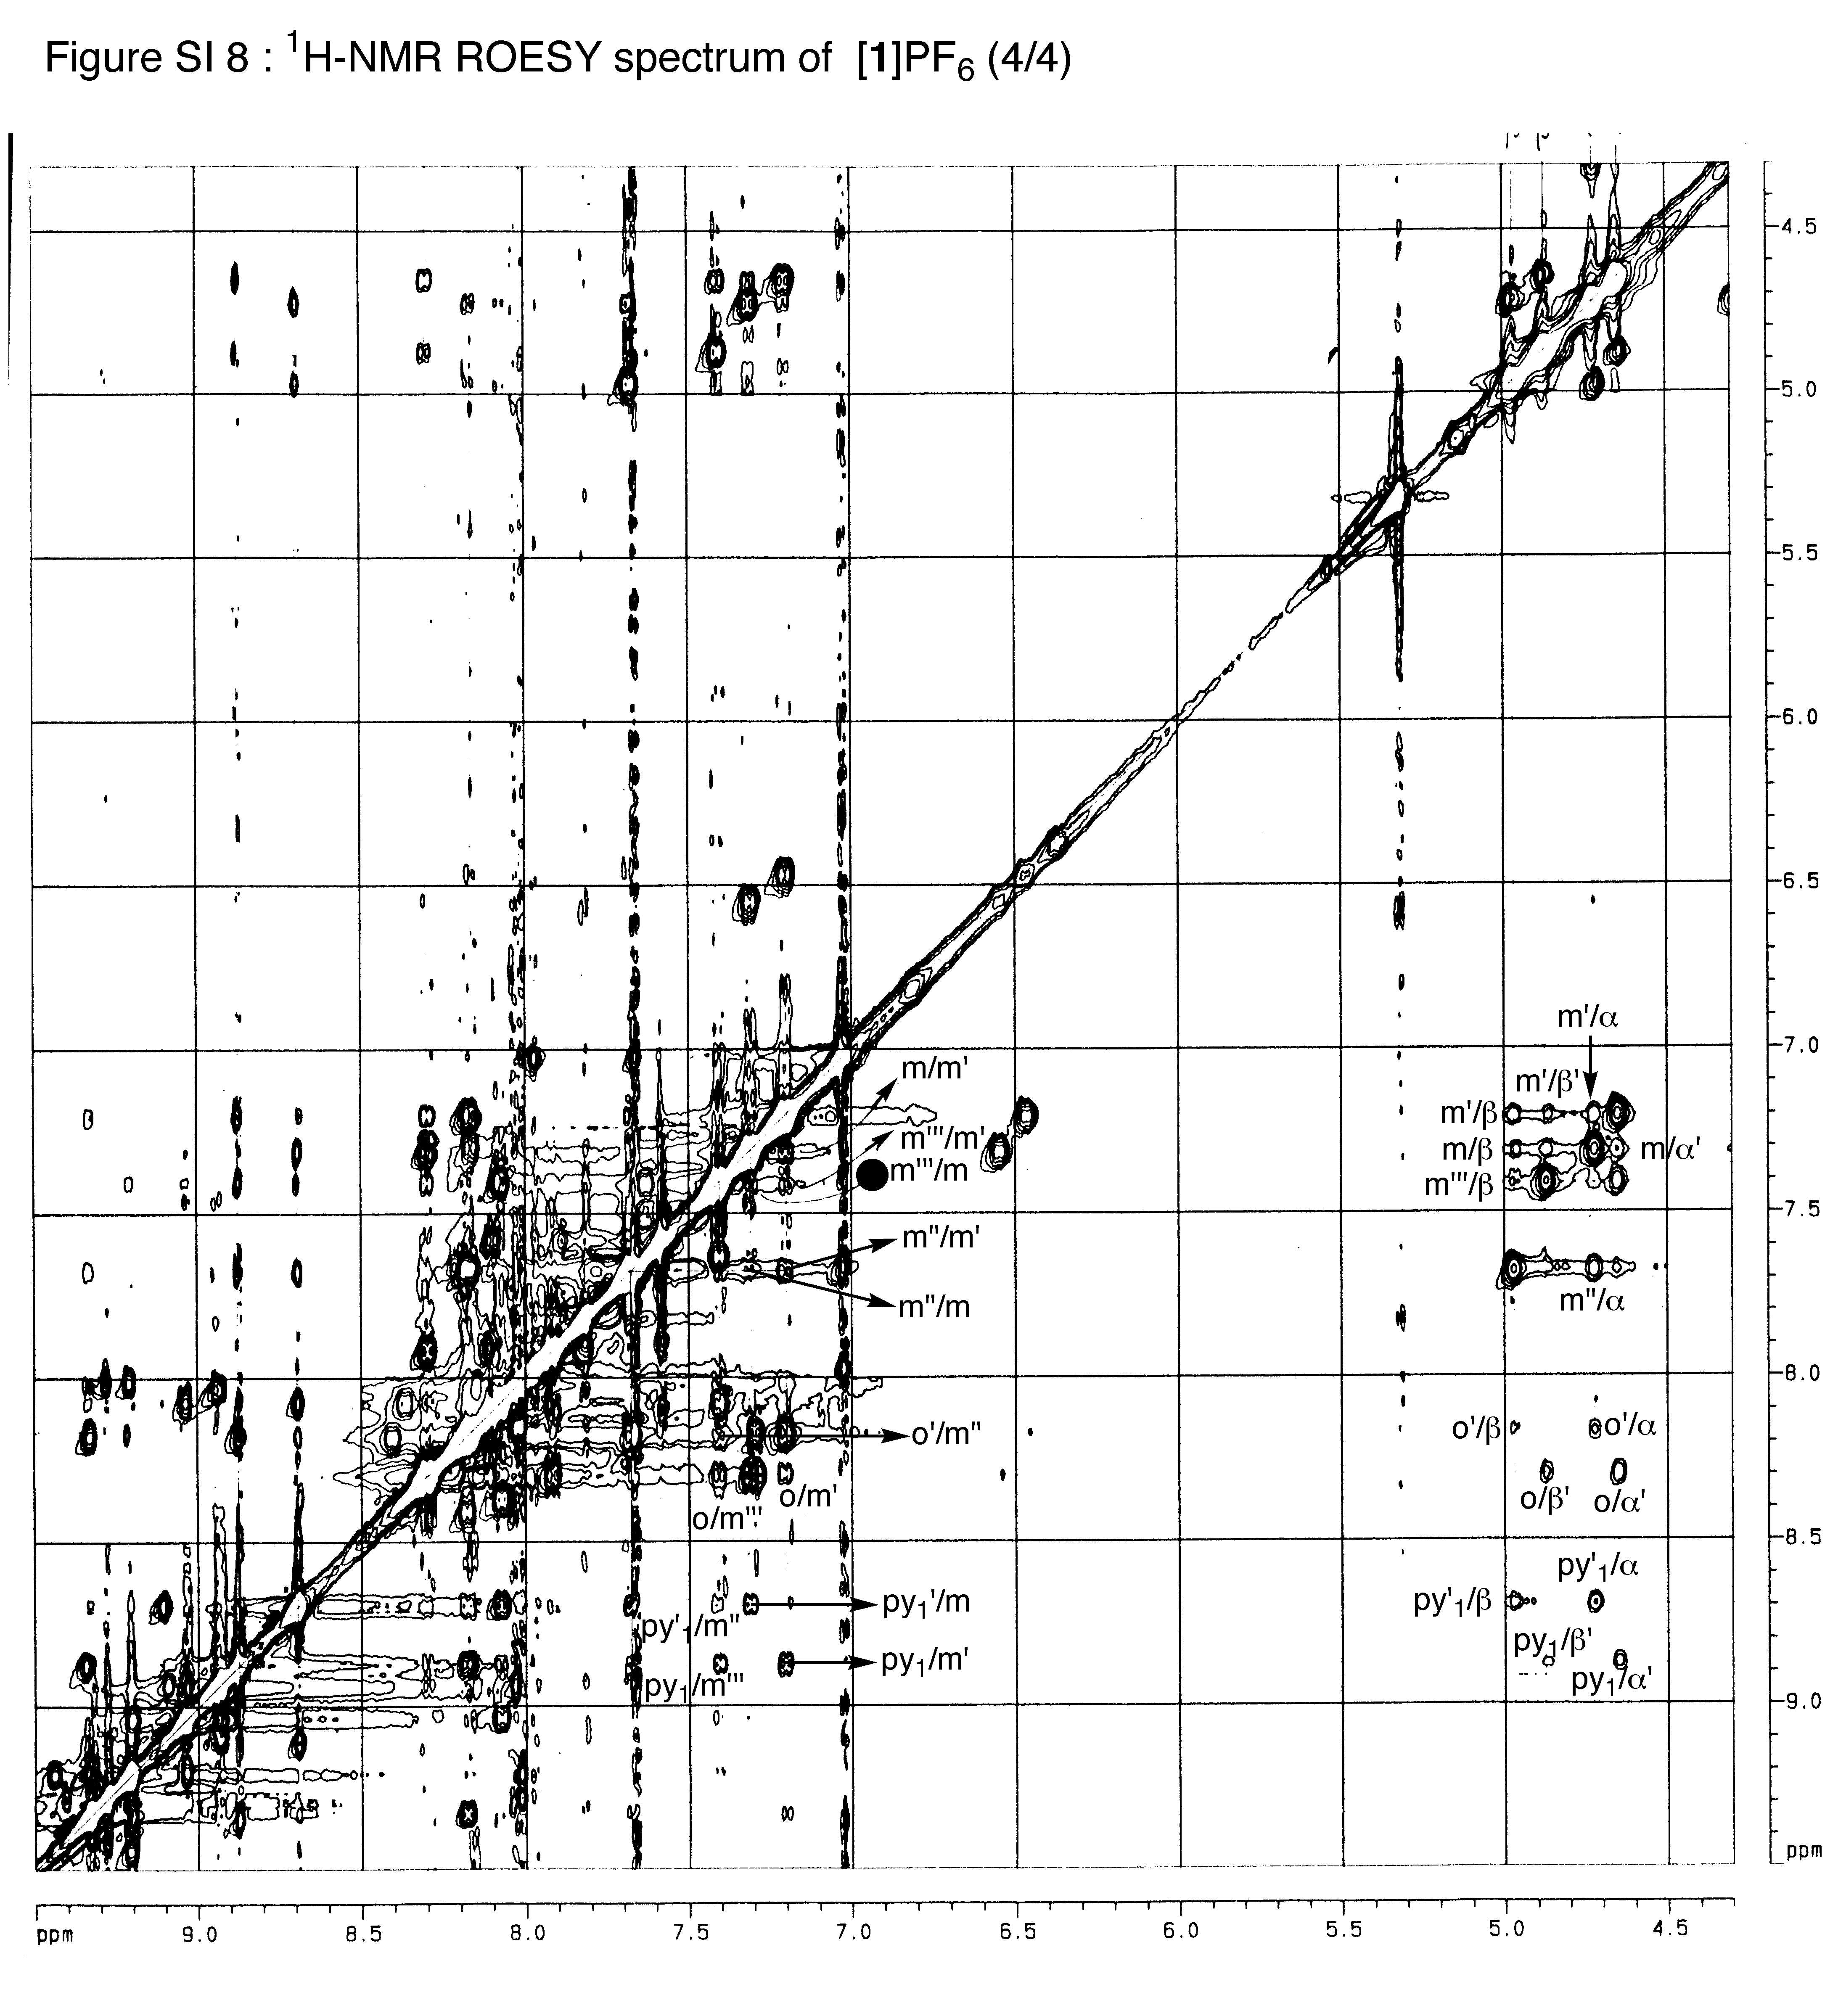 Figure SI 8 : ¹H-NMR ROESY spectrum of [1]PF₆ (4/4)
4.5
5.0
5.5
6.0
6.5
7.0
m'/α
m/m'
m'/β'
m'/β
m'''/m'
m/β
m/α'
m'''/m
m'''/β
7.5
m''/m'
m''/α
m''/m
8.0
o'/β
o'/α
o'/m''
o/m'
o/β'
o/α'
o/m'''
8.5
py'₁/α
py₁'/m
py'₁/β
py'₁/m''
py₁/β'
py₁/m'
py₁/α'
py₁/m'''
9.0
ppm
ppm 9.0 8.5 8.0 7.5 7.0 6.5 6.0 5.5 5.0 4.5